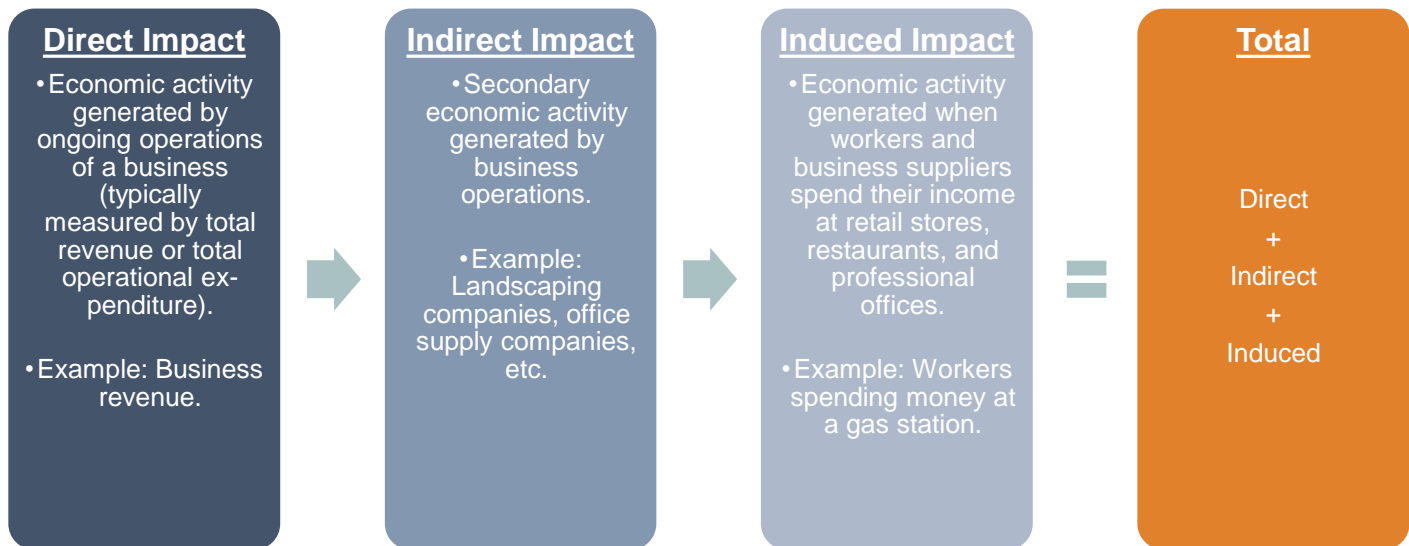 Direct Impact
•Economic activity
generated by
ongoing operations
of a business
(typically
measured by total
revenue or total
operational ex-
penditure).
•Example: Business
revenue.
Indirect Impact
•Secondary
economic activity
generated by
business
operations.
•Example:
Landscaping
companies, office
supply companies,
etc.
Induced Impact
•Economic activity
generated when
workers and
business suppliers
spend their income
at retail stores,
restaurants, and
professional
offices.
•Example: Workers
spending money at
a gas station.
Total
Direct
+
Indirect
+
Induced